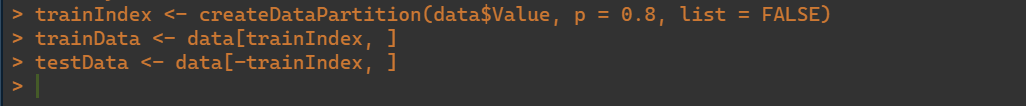 > trainIndex <- createDataPartition(data$Value, p = 0.8, list = FALSE)
> trainData <- data[trainIndex, ]
> testData <- data[-trainIndex, ]
>